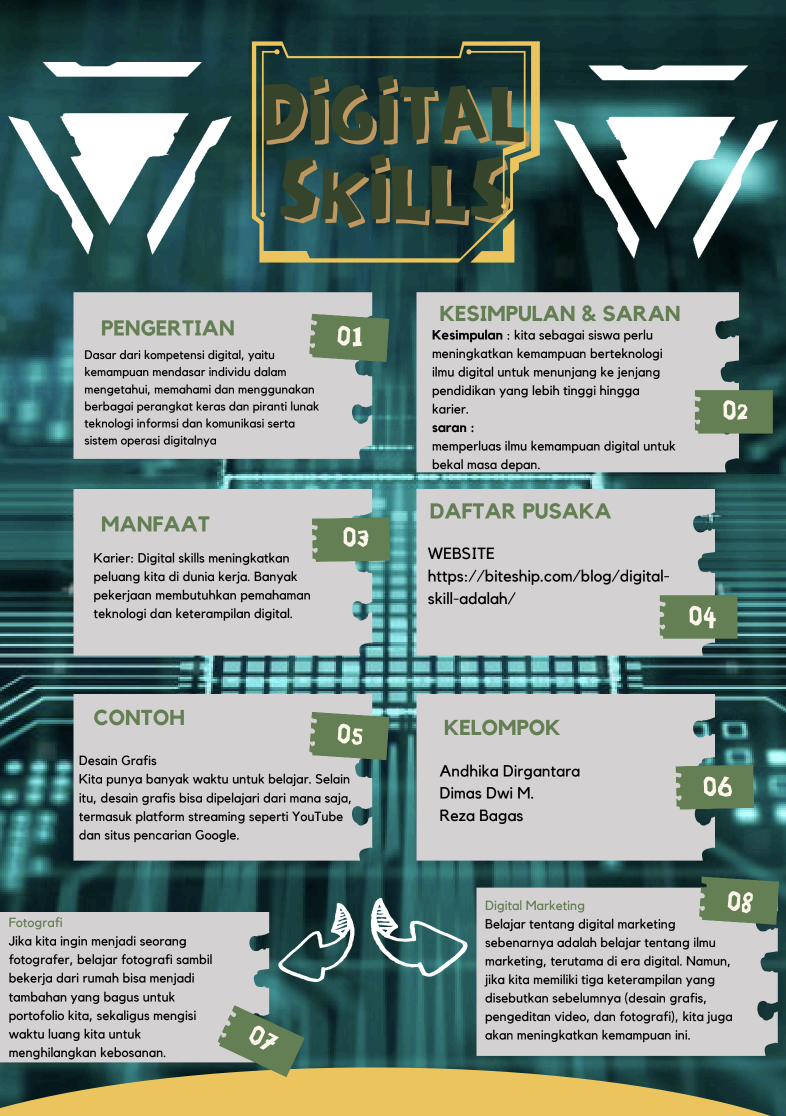 DiGiTAL
SKiLLS
PENGERTIAN
01
Dasar dari kompetensi digital, yaitu
kemampuan mendasar individu dalam
mengetahui, memahami dan menggunakan
berbagai perangkat keras dan piranti lunak
teknologi informsi dan komunikasi serta
sistem operasi digitalnya
KESIMPULAN & SARAN
Kesimpulan : kita sebagai siswa perlu
meningkatkan kemampuan berteknologi
ilmu digital untuk menunjang ke jenjang
pendidikan yang lebih tinggi hingga
karier.
saran :
memperluas ilmu kemampuan digital untuk
bekal masa depan.
02
MANFAAT
03
Karier: Digital skills meningkatkan
peluang kita di dunia kerja. Banyak
pekerjaan membutuhkan pemahaman
teknologi dan keterampilan digital.
DAFTAR PUSAKA
WEBSITE
https://biteship.com/blog/digital-
skill-adalah/
04
CONTOH
05
Desain Grafis
Kita punya banyak waktu untuk belajar. Selain
itu, desain grafis bisa dipelajari dari mana saja,
termasuk platform streaming seperti YouTube
dan situs pencarian Google.
KELOMPOK
Andhika Dirgantara
Dimas Dwi M.
Reza Bagas
06
Fotografi
Jika kita ingin menjadi seorang
fotografer, belajar fotografi sambil
bekerja dari rumah bisa menjadi
tambahan yang bagus untuk
portofolio kita, sekaligus mengisi
waktu luang kita untuk
menghilangkan kebosanan.
07
08
Digital Marketing
Belajar tentang digital marketing
sebenarnya adalah belajar tentang ilmu
marketing, terutama di era digital. Namun,
jika kita memiliki tiga keterampilan yang
disebutkan sebelumnya (desain grafis,
pengeditan video, dan fotografi), kita juga
akan meningkatkan kemampuan ini.